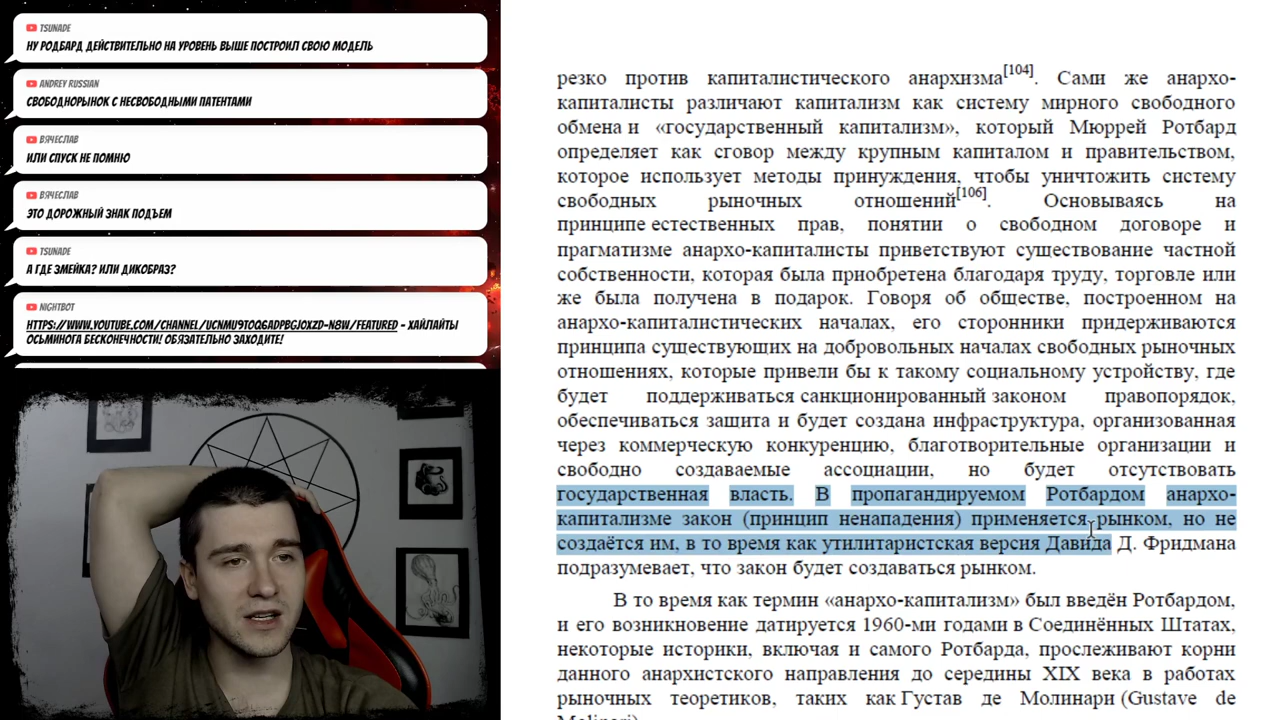 TSUNADE
НУ РОДБАРД ДЕЙСТВИТЕЛЬНО НА УРОВЕНЬ ВЫШЕ ПОСТРОИЛ СВОЮ МОДЕЛЬ
ANDREY RUSSIAN
СВОБОДНОРЫНОК С НЕСВОБОДНЫМИ ПАТЕНТАМИ
ВЯЧЕСЛАВ
ИЛИ СПУСК НЕ ПОМНЮ
ВЯЧЕСЛАВ
ЭТО ДОРОЖНЫЙ ЗНАК ПОДЪЕМ
TSUNADE
А ГДЕ ЗМЕЙКА? ИЛИ ДИКОБРАЗ?
NIGHTBOT
- ХАЙЛАЙТЫ
ОСЬМИНОГА БЕСКОНЕЧНОСТИ! ОБЯЗАТЕЛЬНО ЗАХОДИТЕ!
резко против капиталистического анархизма[104]. Сами же анархо-
капиталисты различают капитализм как систему мирного свободного
обмена и «государственный капитализм», который Мюррей Ротбард
определяет как сговор между крупным капиталом и правительством,
которое использует методы принуждения, чтобы уничтожить систему
свободных рыночных отношений[106]. Основываясь на
принципе естественных прав, понятии о свободном договоре и
прагматизме анархо-капиталисты приветствуют существование частной
собственности, которая была приобретена благодаря труду, торговле или
же была получена в подарок. Говоря об обществе, построенном на
анархо-капиталистических началах, его сторонники придерживаются
принципа существующих на добровольных началах свободных рыночных
отношениях, которые привели бы к такому социальному устройству, где
будет поддерживаться санкционированный законом правопорядок,
обеспечиваться защита и будет создана инфраструктура, организованная
через коммерческую конкуренцию, благотворительные организации и
свободно создаваемые ассоциации, но будет отсутствовать
государственная власть. В пропагандируемом Ротбардом анархо-
капитализме закон (принцип ненападения) применяется рынком, но не
создаётся им, в то время как утилитаристская версия Давида Д. Фридмана
подразумевает, что закон будет создаваться рынком.
В то время как термин «анархо-капитализм» был введён Ротбардом,
и его возникновение датируется 1960-ми годами в Соединённых Штатах,
некоторые историки, включая и самого Ротбарда, прослеживают корни
данного анархистского направления до середины XIX века в работах
рыночных теоретиков, таких как Густав де Молинари (Gustave de